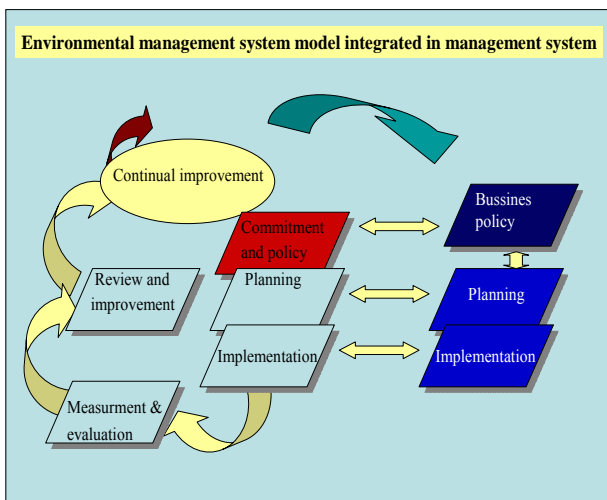 Environmental management system model integrated in management system
Continual improvement
Commitment
and policy
Bussines
policy
Review and
improvement
Planning
Planning
Implementation
Implementation
Measurment &
evaluation